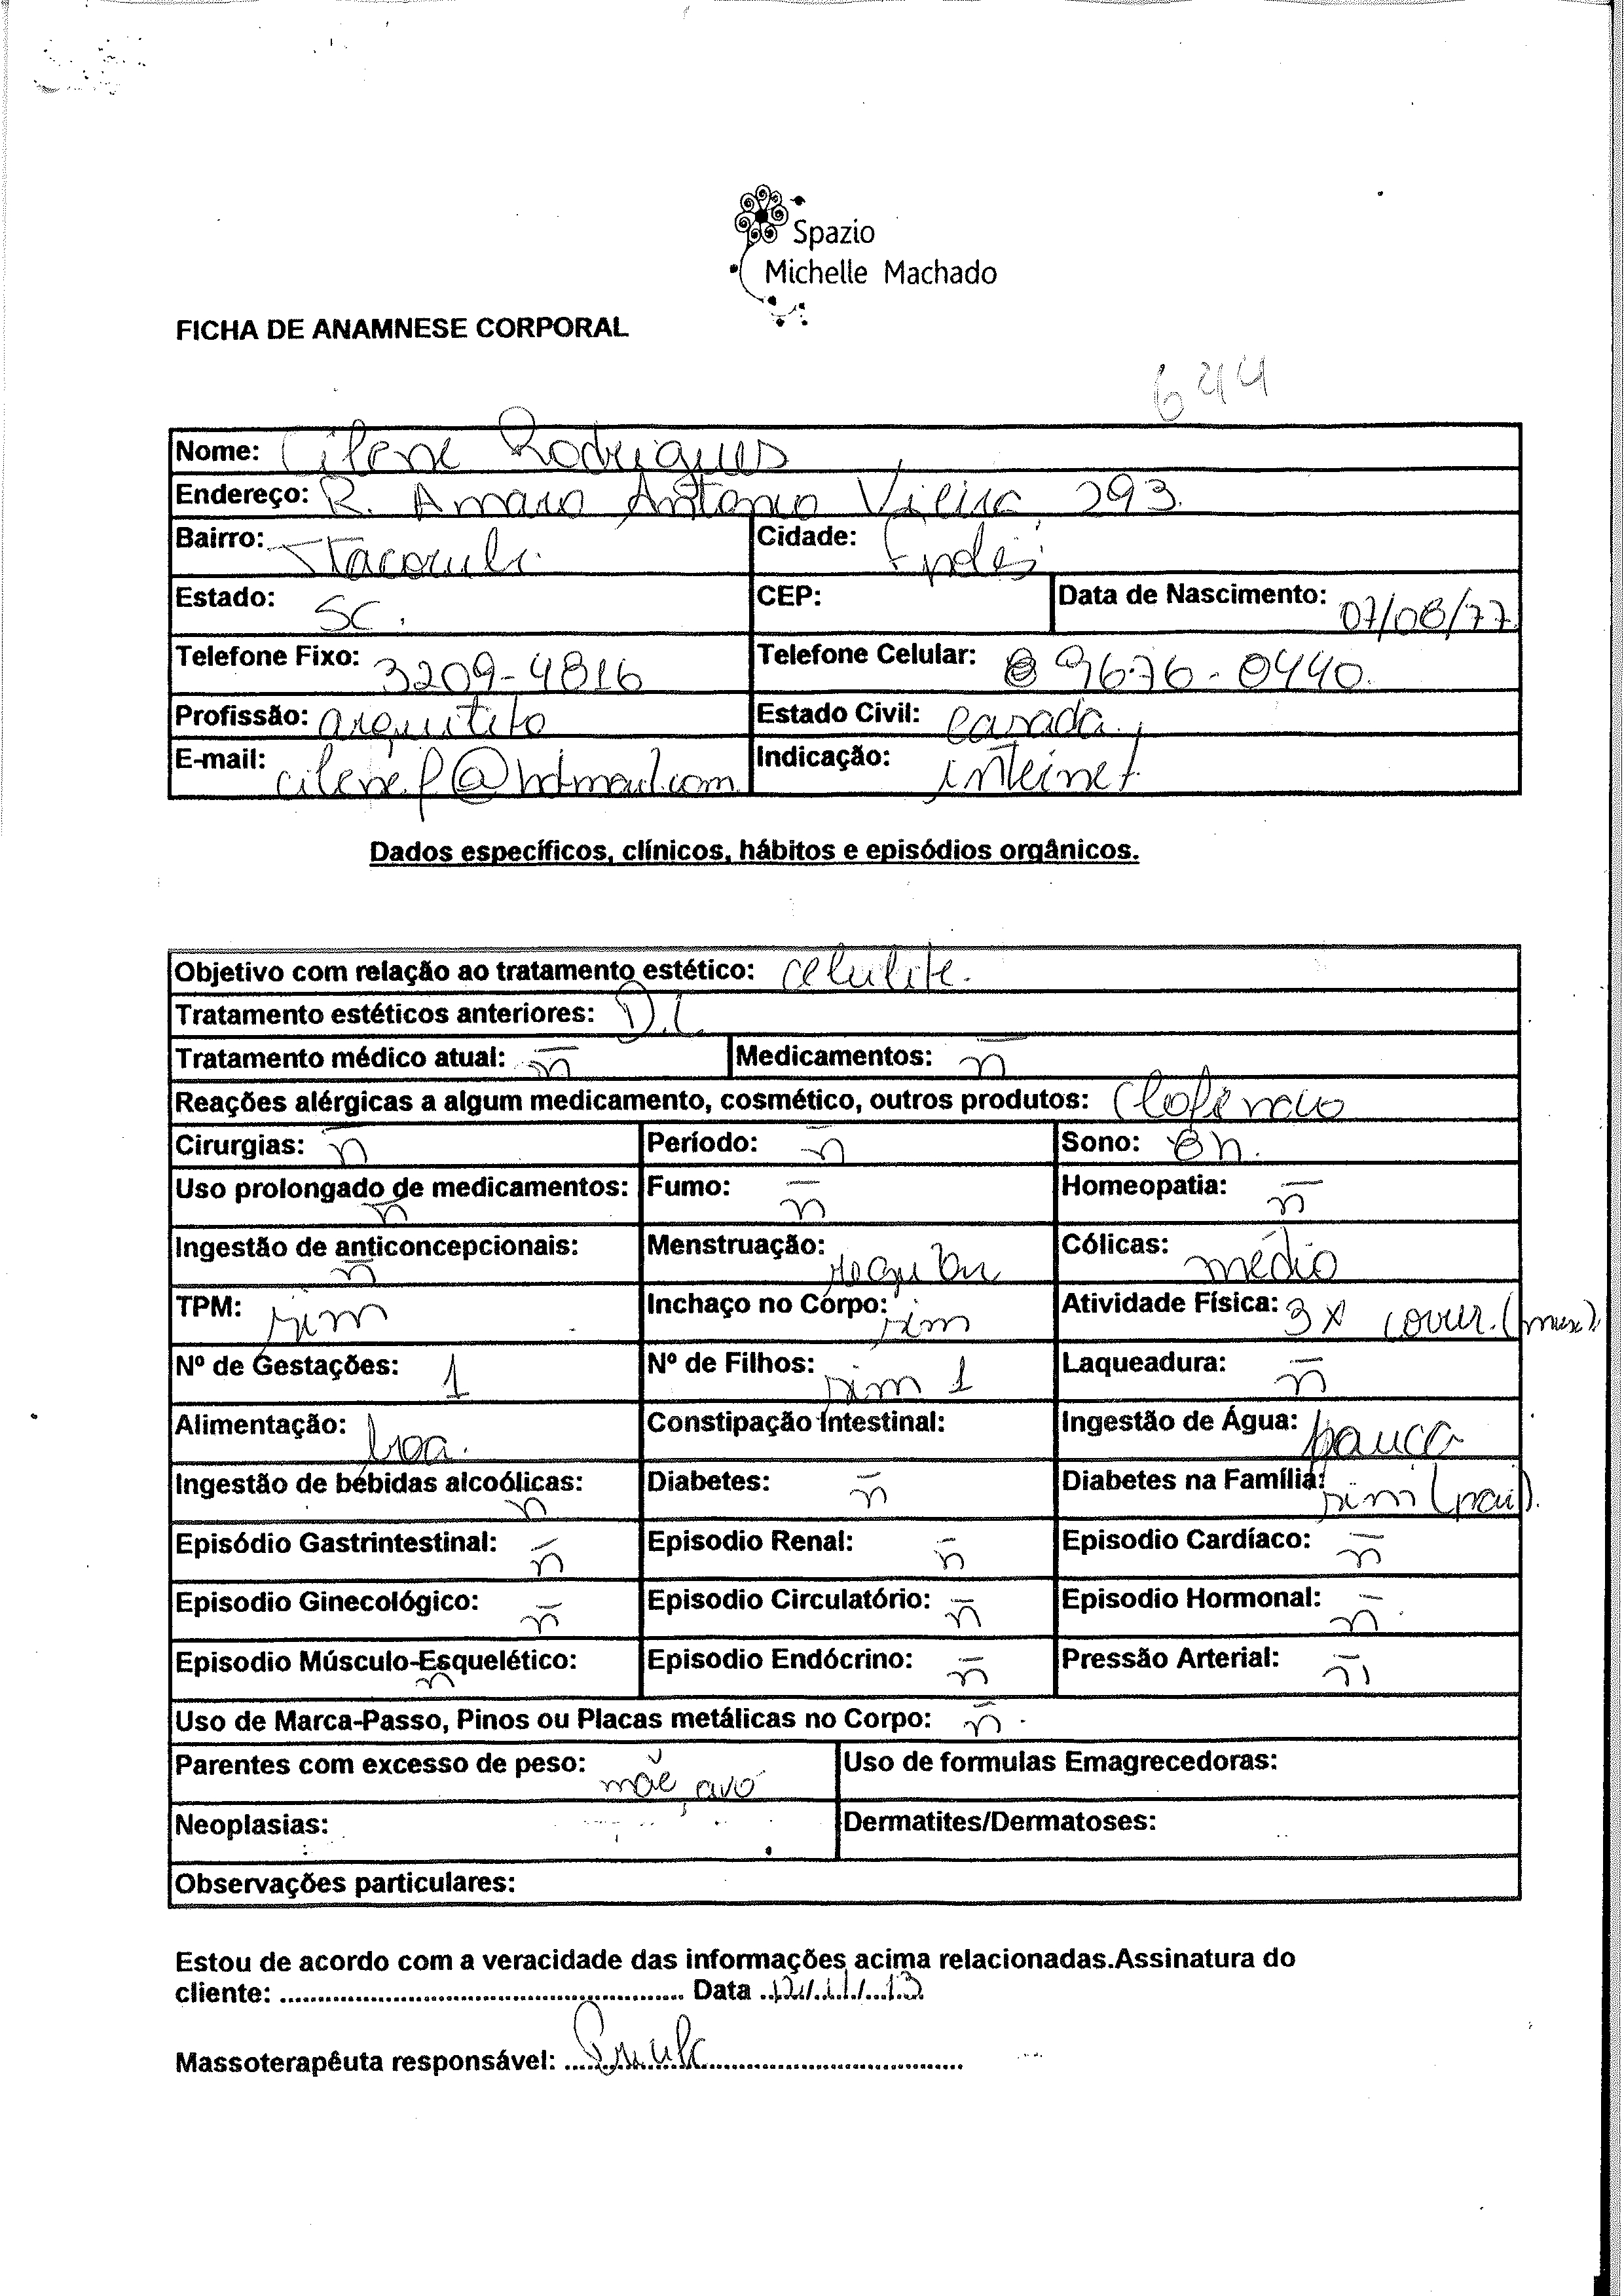 Spazio
Michelle Machado
FICHA DE ANAMNESE CORPORAL
644
Nome: Cilene Rodrigues
Endereço: R. Amaro Antonio Vieira, 293.
Bairro: Itacorubi. Cidade: Fpolis
Estado: SC. CEP: Data de Nascimento: 07/08/77
Telefone Fixo: 3209-4816 Telefone Celular: 9676-0440.
Profissão: arquiteto Estado Civil: casada.
E-mail: cilene.f@hotmail.com Indicação: internet
Dados específicos, clínicos, hábitos e episódios orgânicos.
Objetivo com relação ao tratamento estético: celulite.
Tratamento estéticos anteriores: D.L
Tratamento médico atual: ñ Medicamentos: ñ
Reações alérgicas a algum medicamento, cosmético, outros produtos:
Cirurgias: ñ Período: ñ Sono: 8h.
Uso prolongado de medicamentos: ñ Fumo: ñ Homeopatia: ñ
Ingestão de anticoncepcionais: ñ Menstruação: regular Cólicas: médio
TPM: sim Inchaço no Corpo: sim Atividade Física: 3x correr.
Nº de Gestações: 1 Nº de Filhos: sim 1 Laqueadura: ñ
Alimentação: boa. Constipação Intestinal: Ingestão de Água: pouca
Ingestão de bebidas alcoólicas: ñ Diabetes: ñ Diabetes na Família: sim (pai).
Episódio Gastrintestinal: ñ Episodio Renal: ñ Episodio Cardíaco: ñ
Episodio Ginecológico: ñ Episodio Circulatório: ñ Episodio Hormonal: ñ
Episodio Músculo-Esquelético: ñ Episodio Endócrino: ñ Pressão Arterial: ñ
Uso de Marca-Passo, Pinos ou Placas metálicas no Corpo: ñ
Parentes com excesso de peso: mãe, avó Uso de formulas Emagrecedoras:
Neoplasias: Dermatites/Dermatoses:
Observações particulares:
Estou de acordo com a veracidade das informações acima relacionadas.Assinatura do
cliente: .................................................... Data 12/11/13
Massoterapêuta responsável: ....................................................